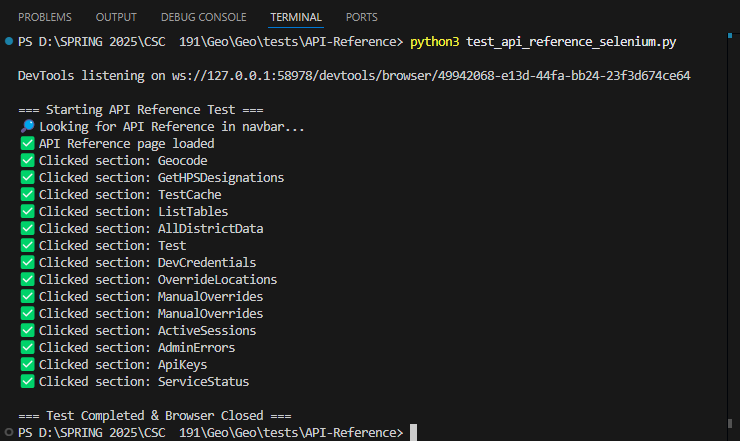 PROBLEMS OUTPUT DEBUG CONSOLE TERMINAL PORTS
PS D:\SPRING 2025\CSC  191\Geo\Geo\tests\API-Reference> python3 test_api_reference_selenium.py
DevTools listening on ws://127.0.0.1:58978/devtools/browser/49942068-e13d-44fa-bb24-23f3d674ce64
=== Starting API Reference Test ===
🔎 Looking for API Reference in navbar...
✅ API Reference page loaded
✅ Clicked section: Geocode
✅ Clicked section: GetHPSDesignations
✅ Clicked section: TestCache
✅ Clicked section: ListTables
✅ Clicked section: AllDistrictData
✅ Clicked section: Test
✅ Clicked section: DevCredentials
✅ Clicked section: OverrideLocations
✅ Clicked section: ManualOverrides
✅ Clicked section: ManualOverrides
✅ Clicked section: ActiveSessions
✅ Clicked section: AdminErrors
✅ Clicked section: ApiKeys
✅ Clicked section: ServiceStatus
=== Test Completed & Browser Closed ===
PS D:\SPRING 2025\CSC  191\Geo\Geo\tests\API-Reference>